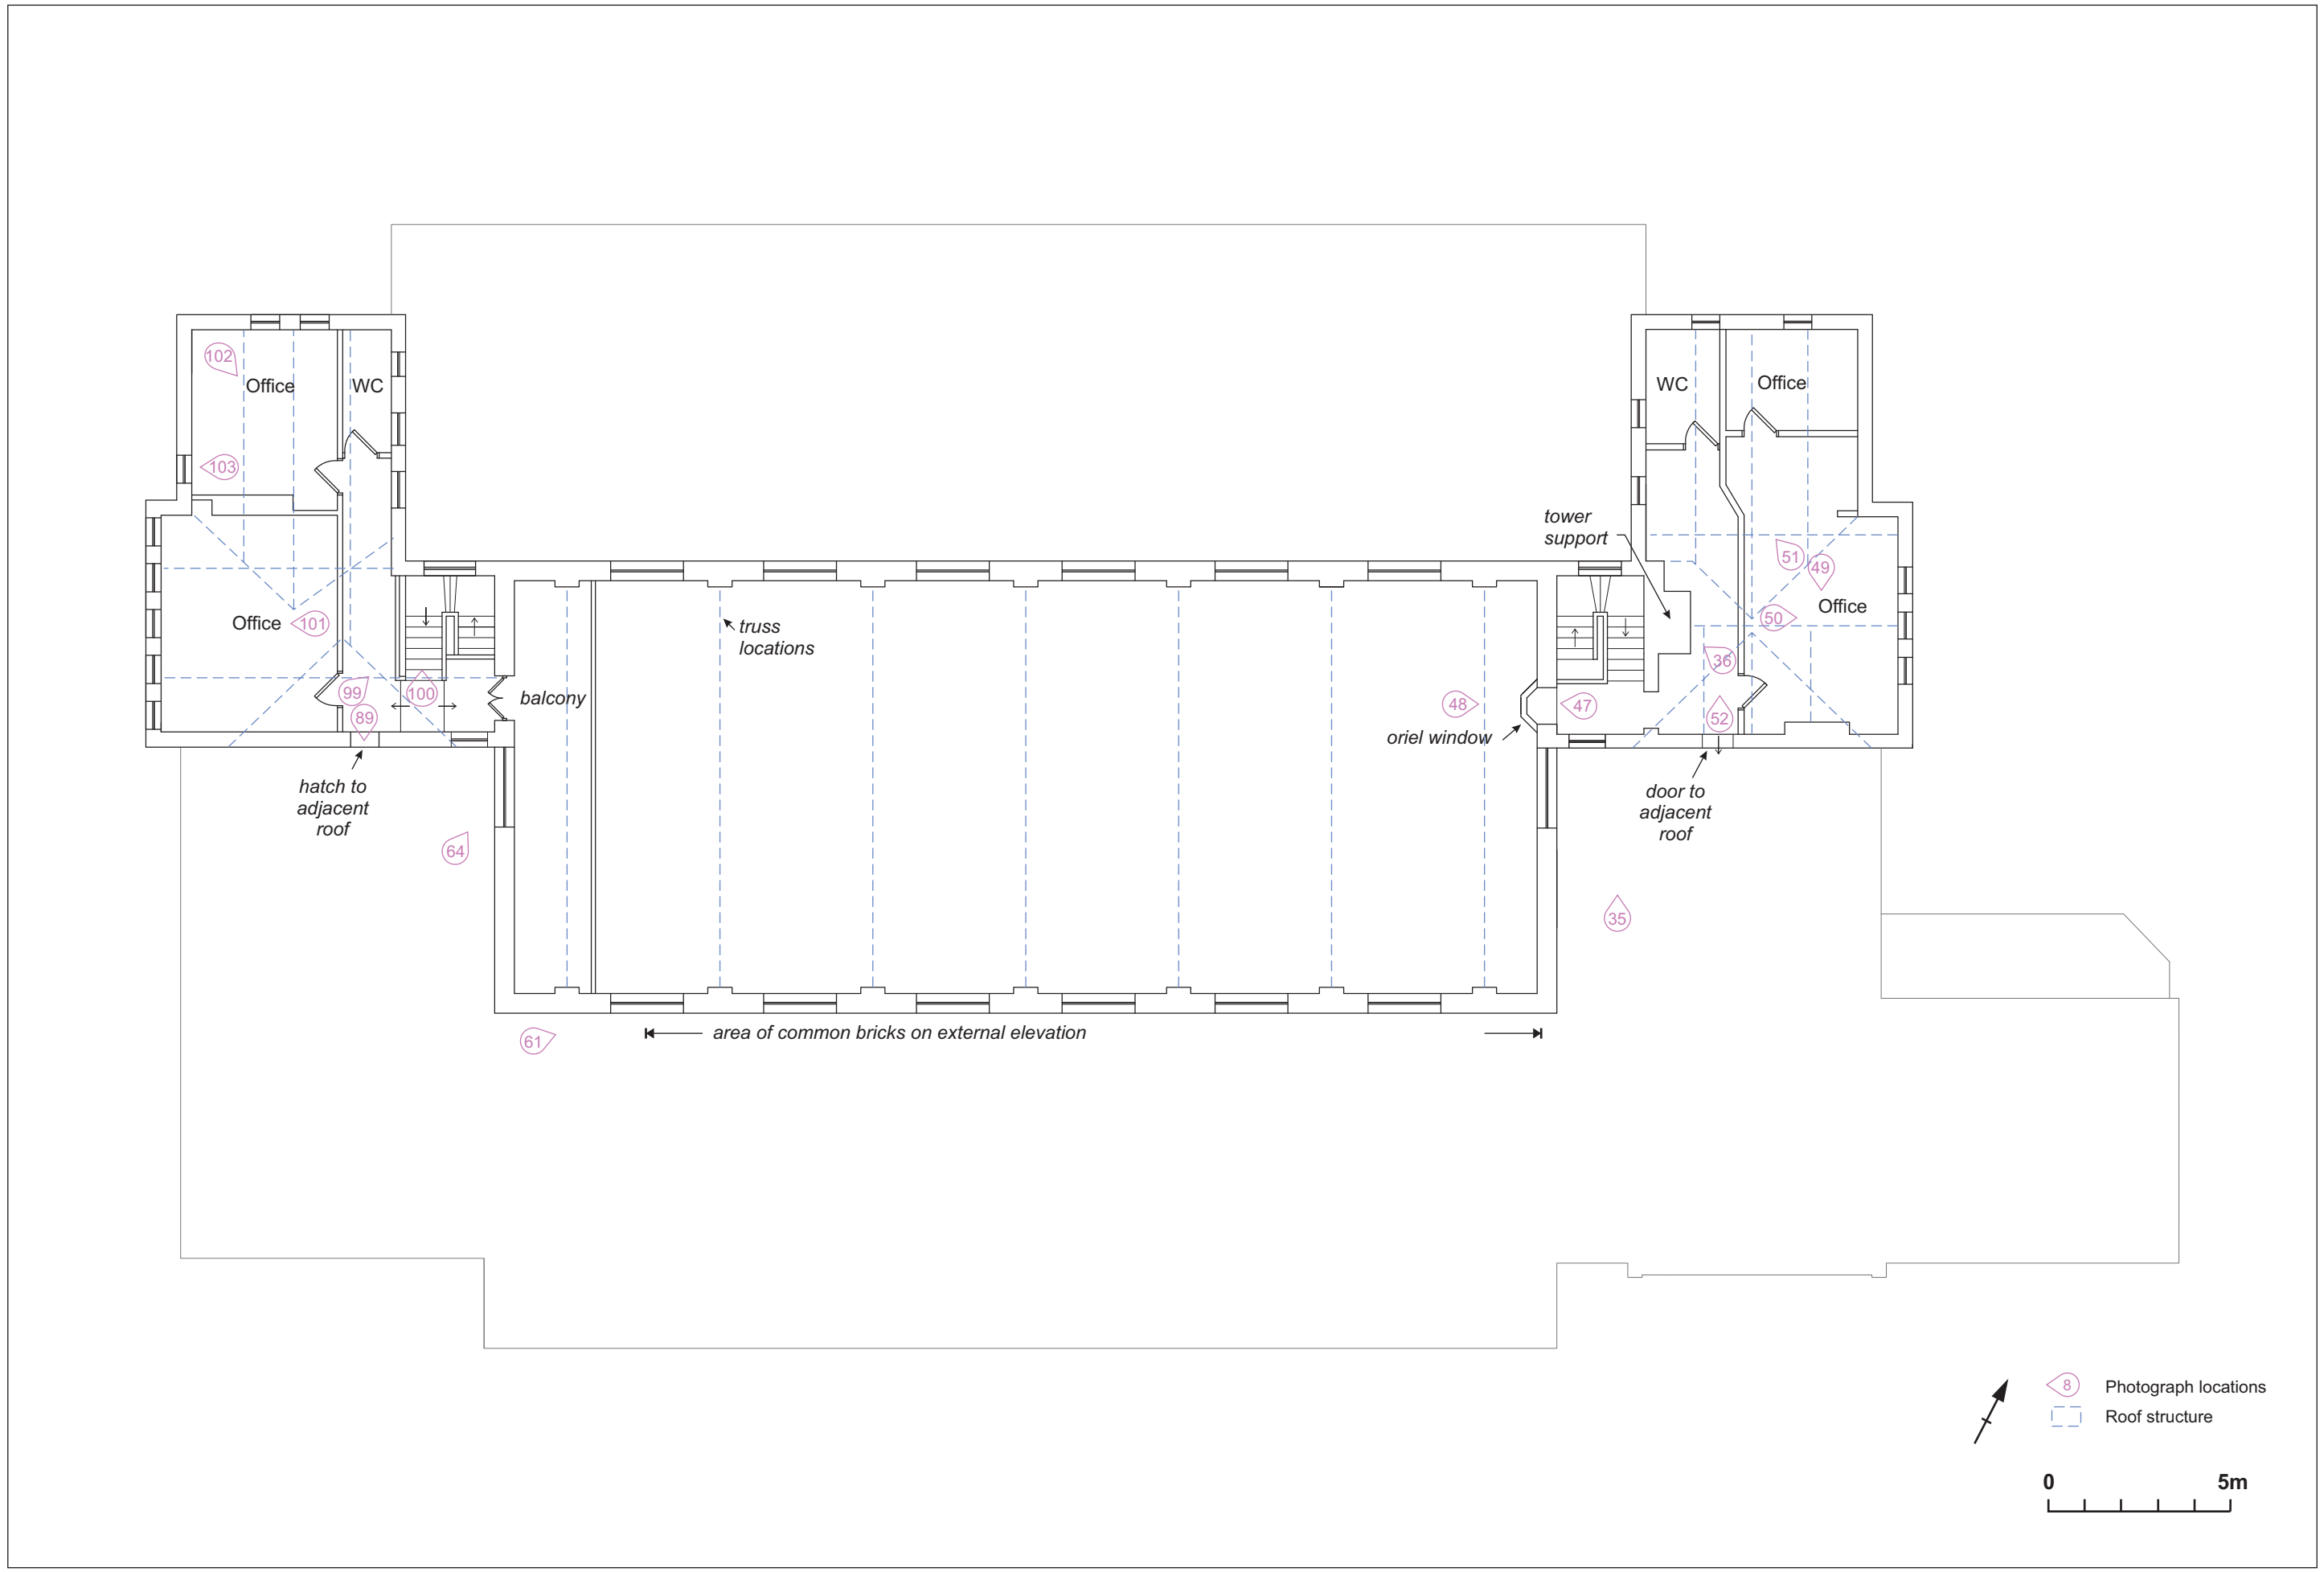 102
Office
WC
103
Office
101
99
100
89
balcony
hatch to
adjacent
roof
64
61
truss
locations
area of common bricks on external elevation
48
oriel window
47
tower
support
WC
Office
51
49
Office
50
36
52
door to
adjacent
roof
35
8 Photograph locations
Roof structure
0 5m